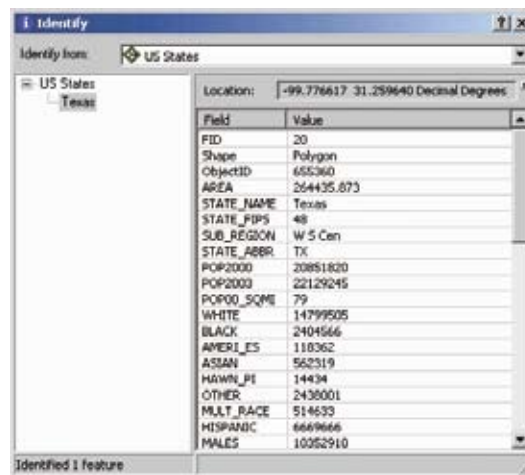 Identify
Identify from: US States
US States
Texas
Location: -99.776617 31.259640 Decimal Degrees
Field Value
FID 20
Shape Polygon
ObjectID 655360
AREA 264435.873
STATE_NAME Texas
STATE_FIPS 48
SUB_REGION W S Cen
STATE_ABBR TX
POP2000 20851820
POP2003 22129245
POP00_SQMI 79
WHITE 14799505
BLACK 2404566
AMERI_ES 118362
ASIAN 562319
HAWN_PI 14434
OTHER 2438001
MULT_RACE 514633
HISPANIC 6669666
MALES 10352910
Identified 1 feature